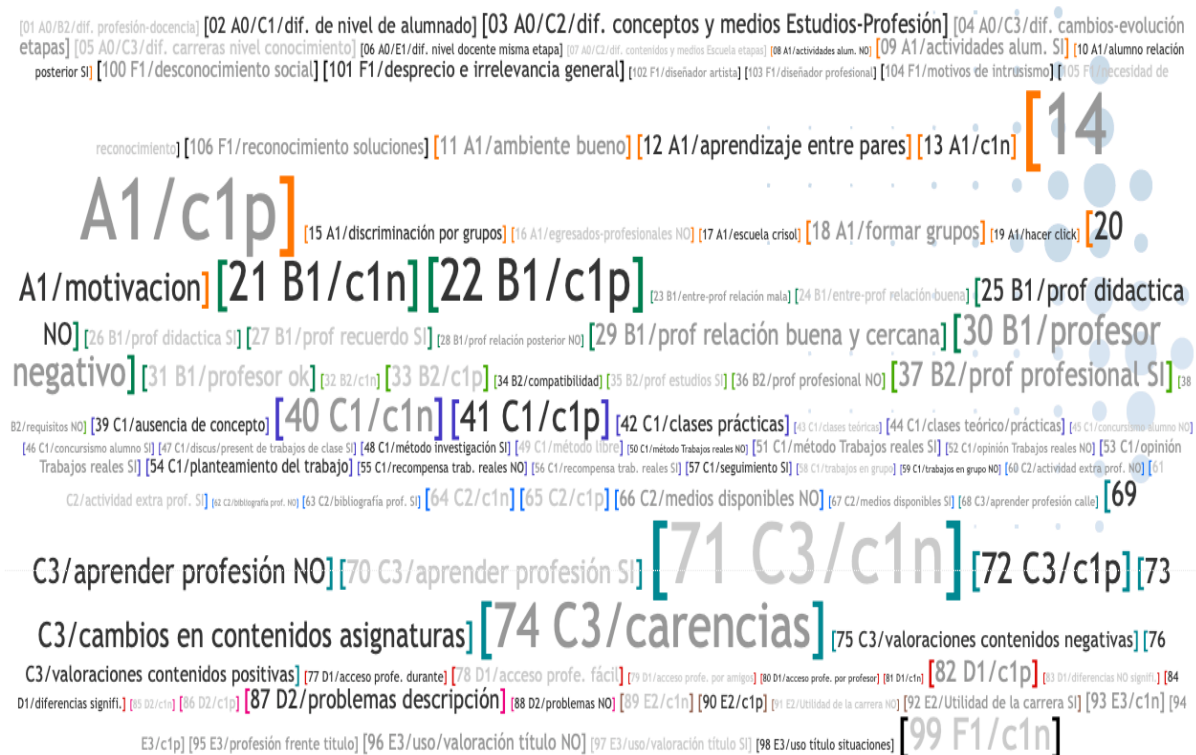 [01 A0/B2/dif. profesión-docencia] [02 A0/C1/dif. de nivel de alumnado] [03 A0/C2/dif. conceptos y medios Estudios-Profesión] [04 A0/C3/dif. cambios-evolución
etapas] [05 A0/C3/dif. carreras nivel conocimiento] [06 A0/E1/dif. nivel docente misma etapa] [07 A0/C2/dif. contenidos y medios Escuela etapas] [08 A1/actividades alum. NO] [09 A1/actividades alum. SI] [10 A1/alumno relación
posterior SI] [100 F1/desconocimiento social] [101 F1/desprecio e irrelevancia general] [102 F1/diseñador artista] [103 F1/diseñador profesional] [104 F1/motivos de intrusismo] [105 F1/necesidad de
reconocimiento] [106 F1/reconocimiento soluciones] [11 A1/ambiente bueno] [12 A1/aprendizaje entre pares] [13 A1/c1n] [14
A1/c1p] [15 A1/discriminación por grupos] [16 A1/egresados-profesionales NO] [17 A1/escuela crisol] [18 A1/formar grupos] [19 A1/hacer click] [20
A1/motivacion] [21 B1/c1n] [22 B1/c1p] [23 B1/entre-prof relación mala] [24 B1/entre-prof relación buena] [25 B1/prof didactica
NO] [26 B1/prof didactica SI] [27 B1/prof recuerdo SI] [28 B1/prof relación posterior NO] [29 B1/prof relación buena y cercana] [30 B1/profesor
negativo] [31 B1/profesor ok] [32 B2/c1n] [33 B2/c1p] [34 B2/compatibilidad] [35 B2/prof estudios SI] [36 B2/prof profesional NO] [37 B2/prof profesional SI] [38
B2/requisitos NO] [39 C1/ausencia de concepto] [40 C1/c1n] [41 C1/c1p] [42 C1/clases prácticas] [43 C1/clases teóricas] [44 C1/clases teórico/prácticas] [45 C1/concursismo alumno NO]
[46 C1/concursismo alumno SI] [47 C1/discus/present de trabajos de clase SI] [48 C1/método investigación SI] [49 C1/método libre] [50 C1/método Trabajos reales NO] [51 C1/método Trabajos reales SI] [52 C1/opinión Trabajos reales NO] [53 C1/opinión
Trabajos reales SI] [54 C1/planteamiento del trabajo] [55 C1/recompensa trab. reales NO] [56 C1/recompensa trab. reales SI] [57 C1/seguimiento SI] [58 C1/trabajos en grupo] [59 C1/trabajos en grupo NO] [60 C2/actividad extra prof. NO] [61
C2/actividad extra prof. SI] [62 C2/bibliografía prof. NO] [63 C2/bibliografía prof. SI] [64 C2/c1n] [65 C2/c1p] [66 C2/medios disponibles NO] [67 C2/medios disponibles SI] [68 C3/aprender profesión calle] [69
C3/aprender profesión NO] [70 C3/aprender profesión SI] [71 C3/c1n] [72 C3/c1p] [73
C3/cambios en contenidos asignaturas] [74 C3/carencias] [75 C3/valoraciones contenidos negativas] [76
C3/valoraciones contenidos positivas] [77 D1/acceso profe. durante] [78 D1/acceso profe. fácil] [79 D1/acceso profe. por amigos] [80 D1/acceso profe. por profesor] [81 D1/c1n] [82 D1/c1p] [83 D1/diferencias NO signifi.] [84
D1/diferencias signifi.] [85 D2/c1n] [86 D2/c1p] [87 D2/problemas descripción] [88 D2/problemas NO] [89 E2/c1n] [90 E2/c1p] [91 E2/Utilidad de la carrera NO] [92 E2/Utilidad de la carrera SI] [93 E3/c1n] [94
E3/c1p] [95 E3/profesión frente titulo] [96 E3/uso/valoración título NO] [97 E3/uso/valoración título SI] [98 E3/uso título situaciones] [99 F1/c1n]